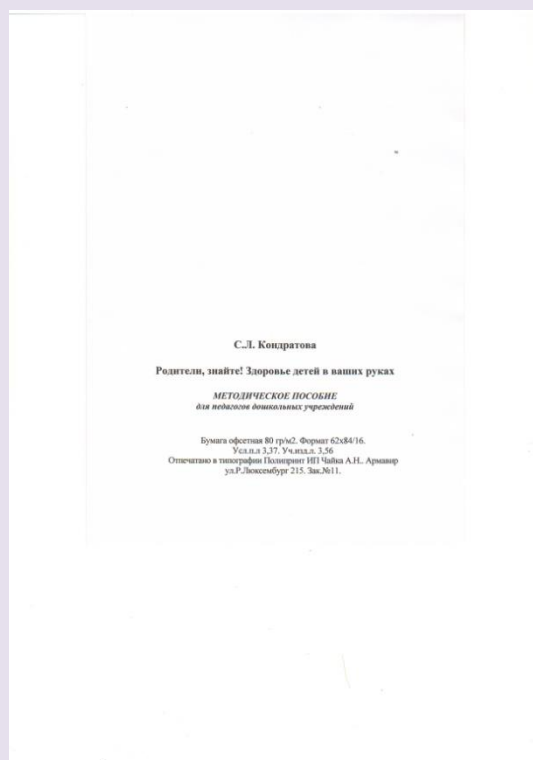 С.Л. Кондратова
Родители, знайте! Здоровье детей в ваших руках
МЕТОДИЧЕСКОЕ ПОСОБИЕ
для педагогов дошкольных учреждений
Бумага офсетная 80 гр/м2. Формат 62х84/16.
Усл.п.л 3,37. Уч.изд.л. 3,56
Отпечатано в типографии Полипринт ИП Чайка А.Н.. Армавир
ул.Р.Люксембург 215. Зак.№11.